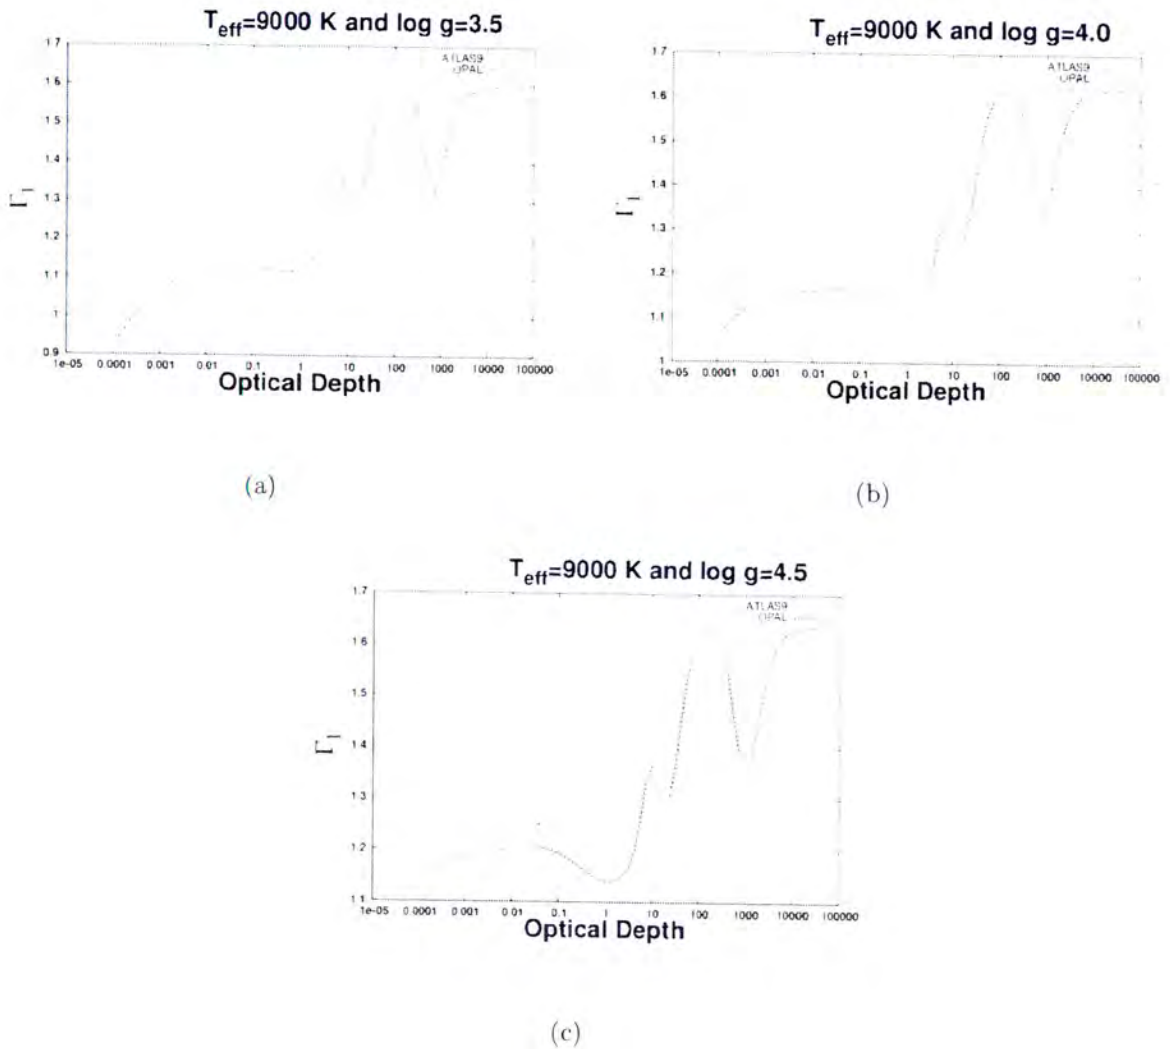 T_eff=9000 K and log g=3.5
ATLAS9
OPAL
1.7
1.6
1.5
1.4
1.3
1.2
1.1
1
0.9
Γ_1
1e-05 0.0001 0.001 0.01 0.1 1 10 100 1000 10000 100000
Optical Depth
(a)
T_eff=9000 K and log g=4.0
ATLAS9
OPAL
1.7
1.6
1.5
1.4
1.3
1.2
1.1
1
Γ_1
1e-05 0.0001 0.001 0.01 0.1 1 10 100 1000 10000 100000
Optical Depth
(b)
T_eff=9000 K and log g=4.5
ATLAS9
OPAL
1.7
1.6
1.5
1.4
1.3
1.2
1.1
Γ_1
1e-05 0.0001 0.001 0.01 0.1 1 10 100 1000 10000 100000
Optical Depth
(c)